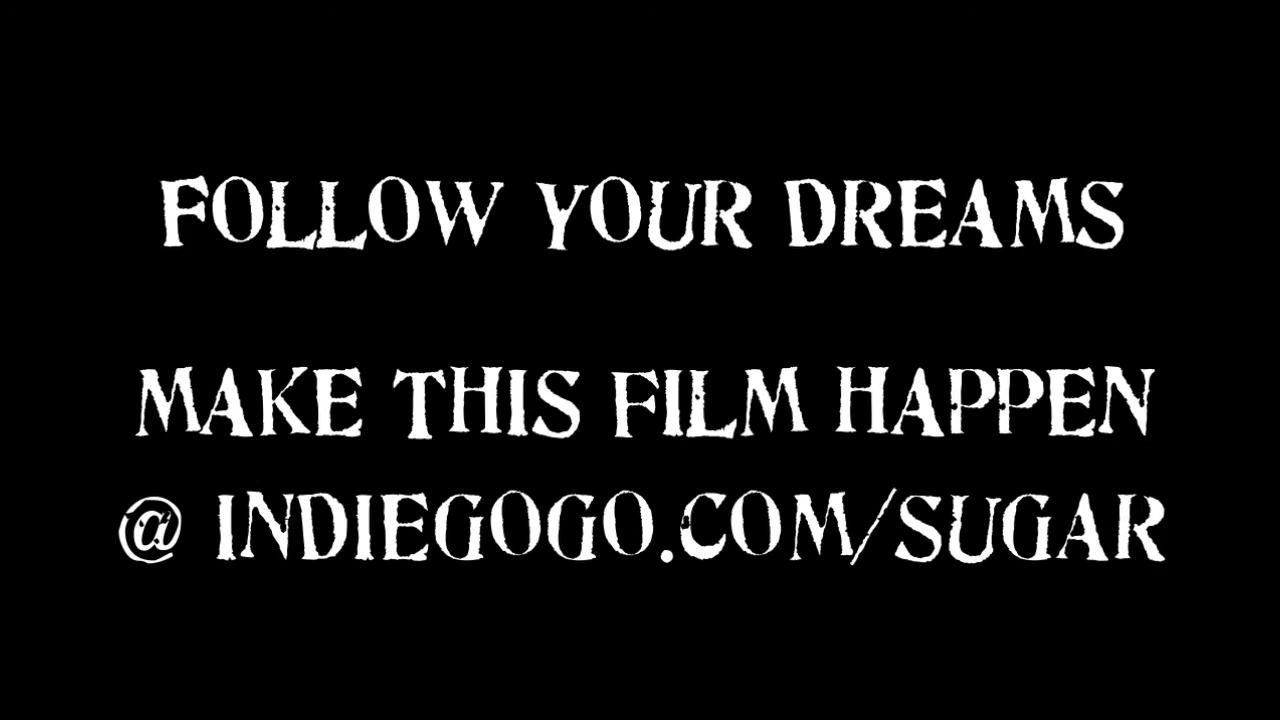 FOLLOW YOUR DREAMS
MAKE THIS FILM HAPPEN
@ INDIEGOGO.COM/SUGAR